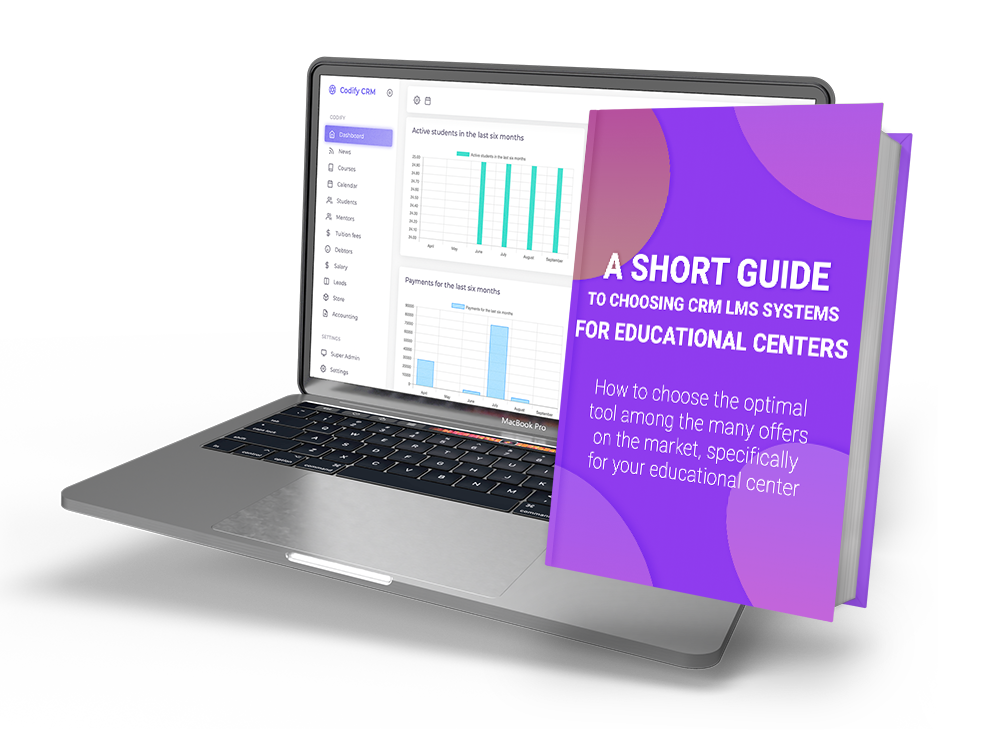 Codify CRM
CODIFY
Dashboard
News
Courses
Calendar
Students
Mentors
Tuition fees
Debtors
Salary
Leads
Store
Accounting
SETTINGS
Super Admin
Settings
Active students in the last six months
Active students in the last six months
April May June July August September
Payments for the last six months
Payments for the last six months
April May June July August September
MacBook Pro
A SHORT GUIDE
TO CHOOSING CRM LMS SYSTEMS
FOR EDUCATIONAL CENTERS
How to choose the optimal
tool among the many offers
on the market, specifically
for your educational center